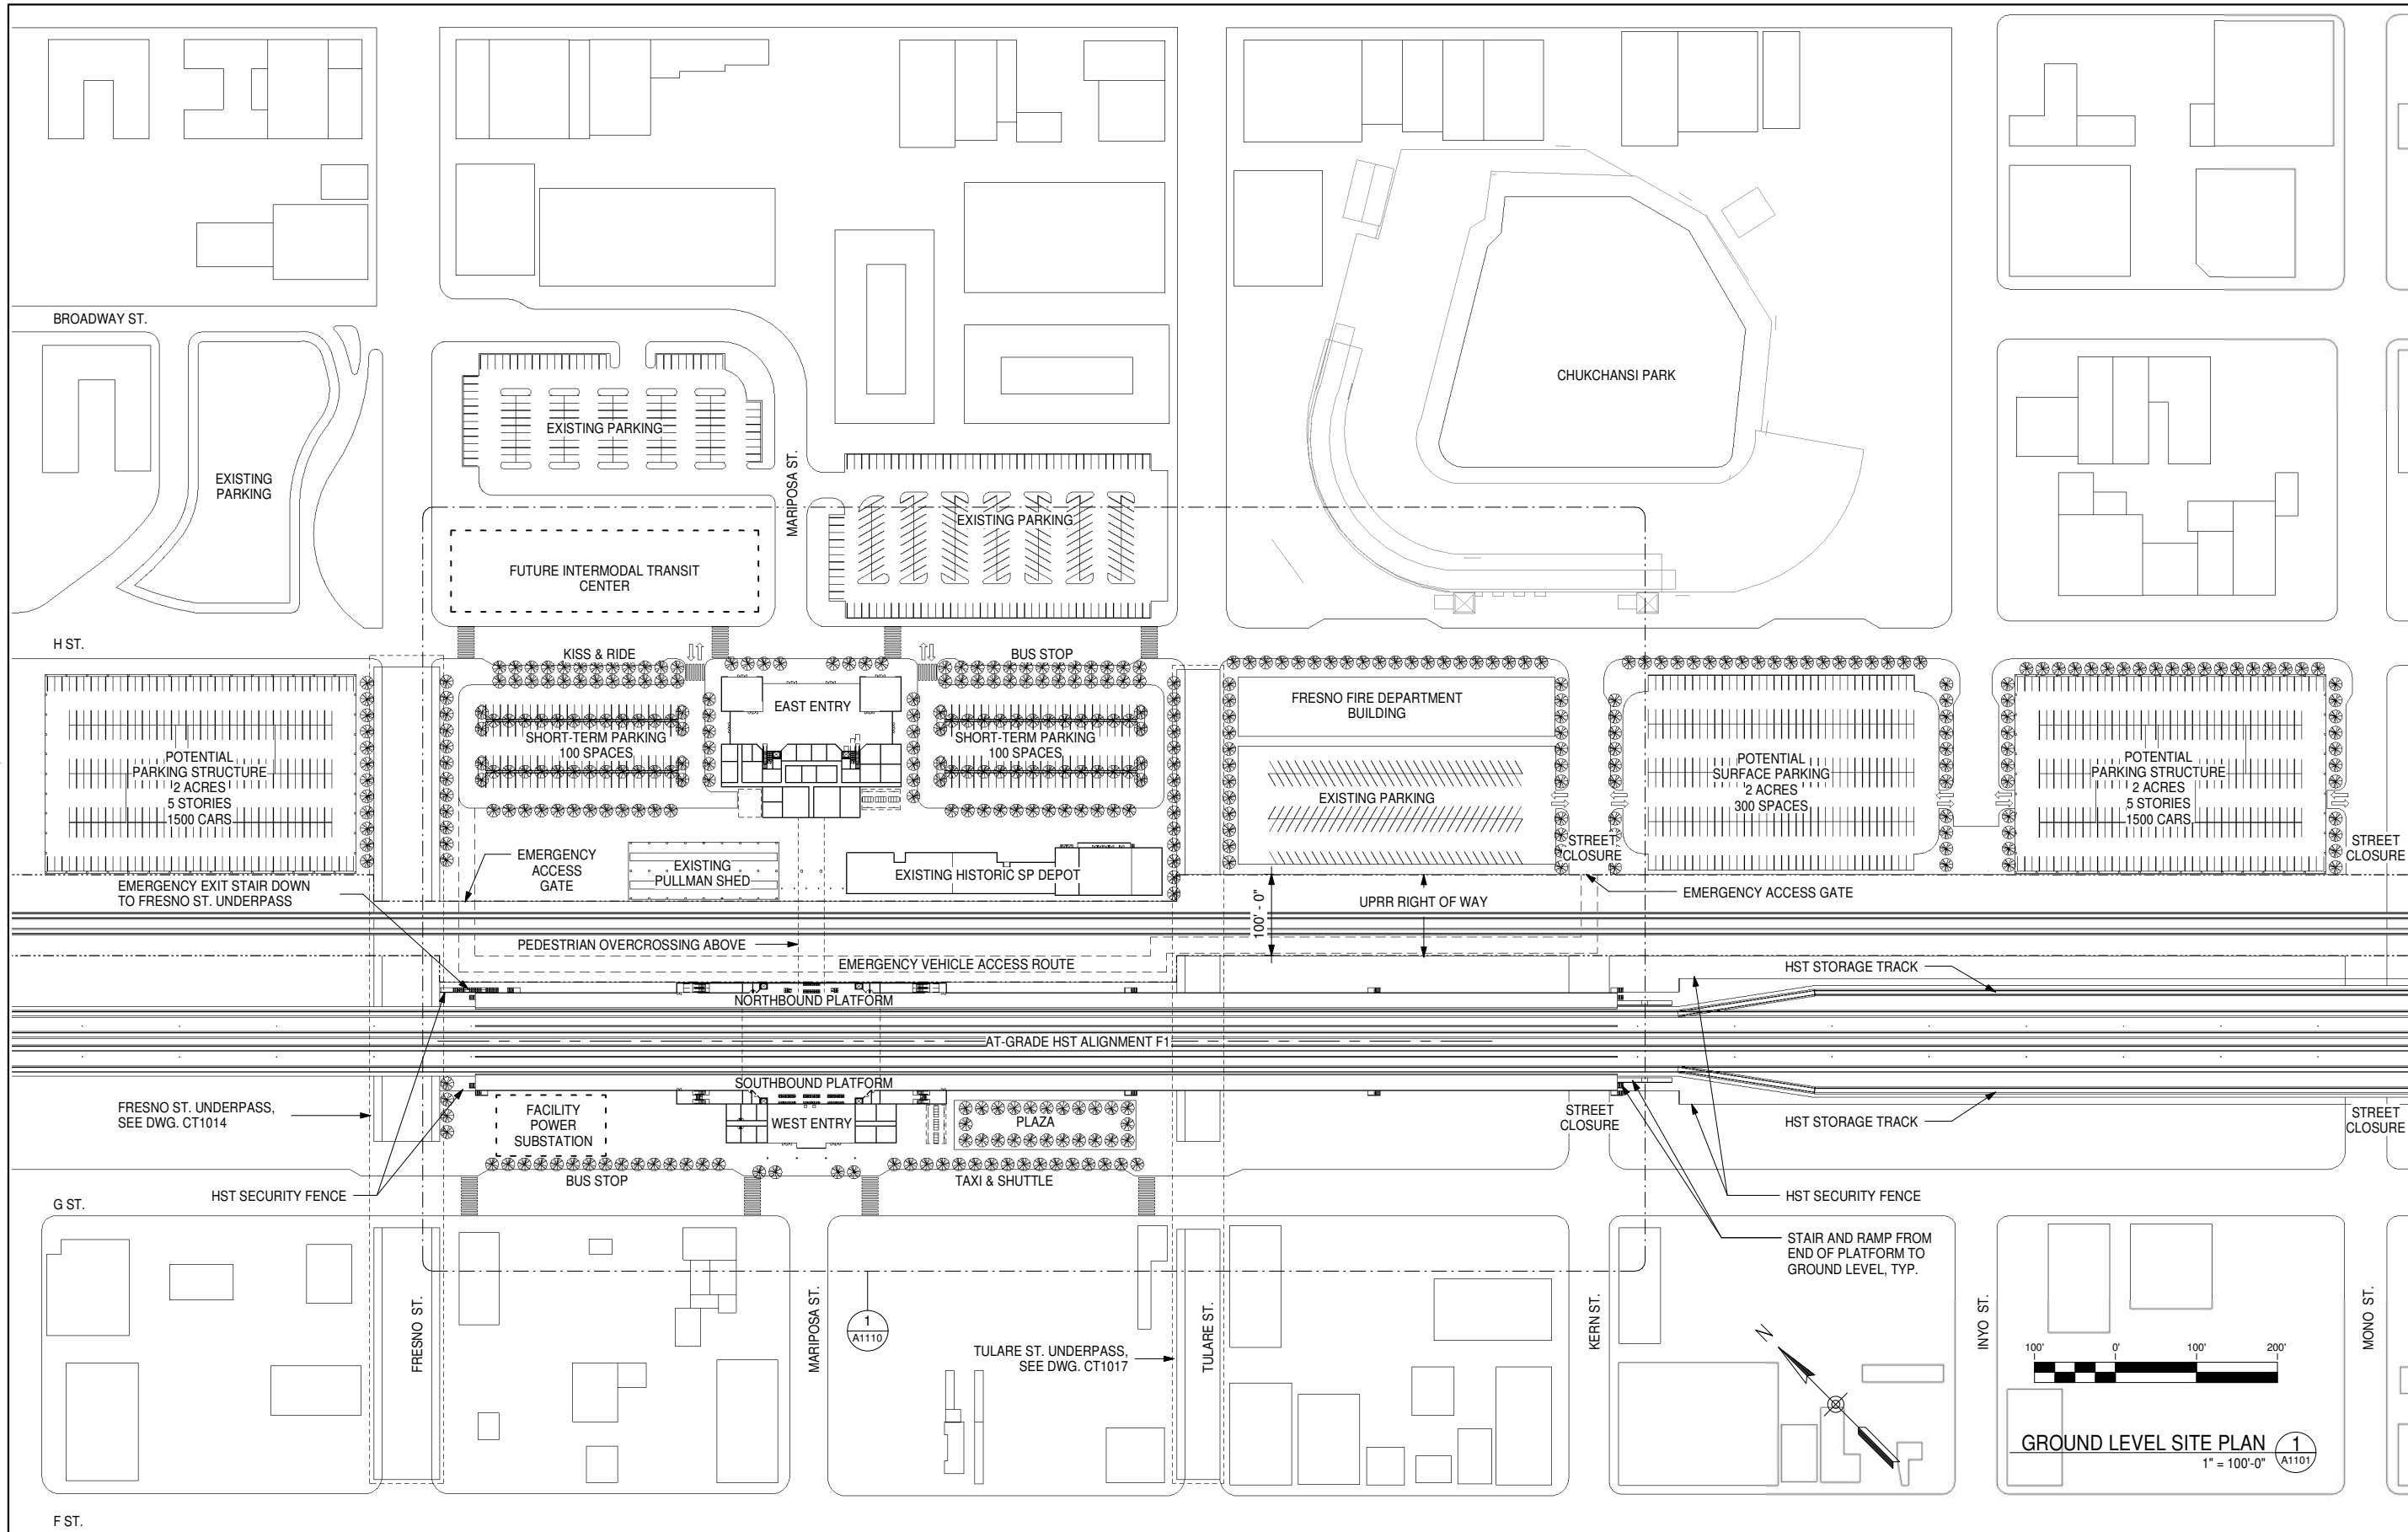 BROADWAY ST.
CHUKCHANSI PARK
EXISTING PARKING
MARIPOSA ST.
EXISTING
PARKING
EXISTING PARKING
FUTURE INTERMODAL TRANSIT
CENTER
H ST.
KISS & RIDE
BUS STOP
EAST ENTRY
FRESNO FIRE DEPARTMENT
BUILDING
SHORT-TERM PARKING
100 SPACES
SHORT-TERM PARKING
100 SPACES
POTENTIAL
PARKING STRUCTURE
2 ACRES
5 STORIES
1500 CARS
EXISTING PARKING
POTENTIAL
SURFACE PARKING
2 ACRES
300 SPACES
POTENTIAL
PARKING STRUCTURE
2 ACRES
5 STORIES
1500 CARS
STREET
CLOSURE
STREET
CLOSURE
EMERGENCY
ACCESS
GATE
EXISTING
PULLMAN SHED
EXISTING HISTORIC SP DEPOT
EMERGENCY EXIT STAIR DOWN
TO FRESNO ST. UNDERPASS
EMERGENCY ACCESS GATE
100' - 0"
UPRR RIGHT OF WAY
PEDESTRIAN OVERCROSSING ABOVE
EMERGENCY VEHICLE ACCESS ROUTE
HST STORAGE TRACK
NORTHBOUND PLATFORM
AT-GRADE HST ALIGNMENT F1
SOUTHBOUND PLATFORM
FRESNO ST. UNDERPASS,
SEE DWG. CT1014
FACILITY
POWER
SUBSTATION
WEST ENTRY
PLAZA
STREET
CLOSURE
HST STORAGE TRACK
STREET
CLOSURE
BUS STOP
TAXI & SHUTTLE
HST SECURITY FENCE
HST SECURITY FENCE
G ST.
STAIR AND RAMP FROM
END OF PLATFORM TO
GROUND LEVEL, TYP.
FRESNO ST.
MARIPOSA ST.
1
A1110
TULARE ST. UNDERPASS,
SEE DWG. CT1017
TULARE ST.
KERN ST.
N
INYO ST.
MONO ST.
100' 0' 100' 200'
GROUND LEVEL SITE PLAN
1" = 100'-0"
1
A1101
F ST.